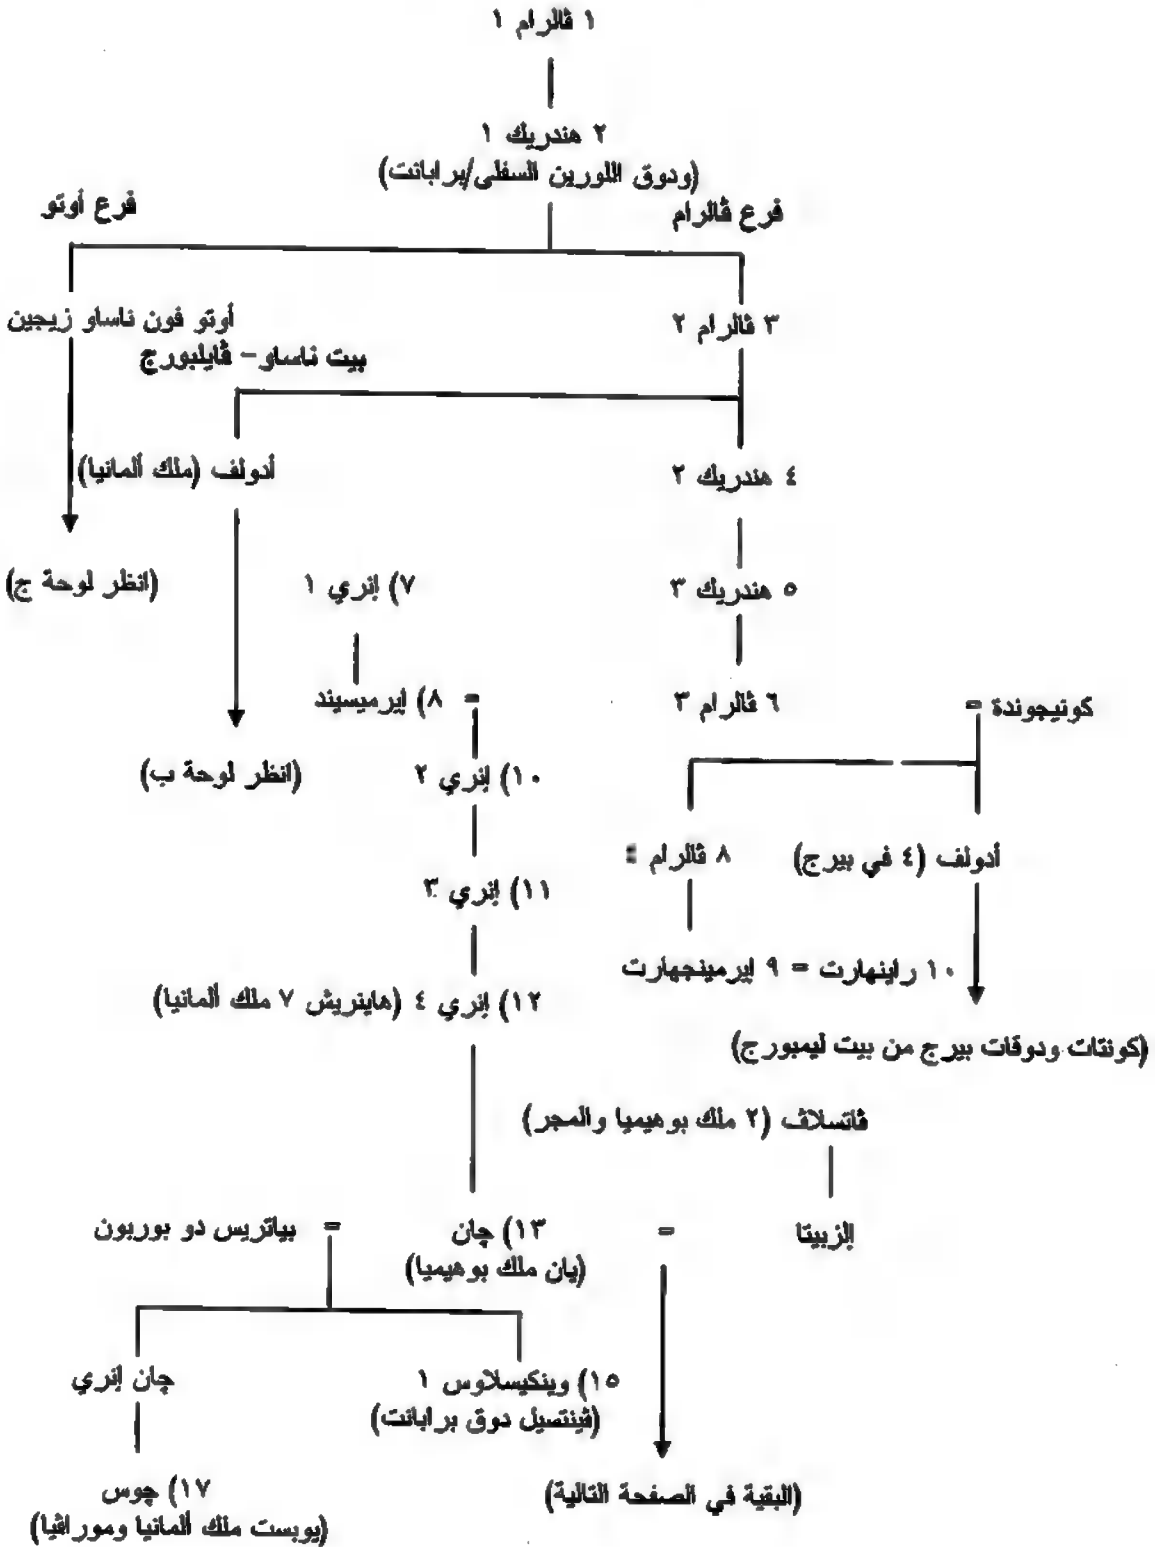 ١ ڤالرام ١
٢ هندريك ١
(ودوق اللورين السفلى/برابانت)
فرع ڤالرام
فرع أوتو
٣ ڤالرام ٢
أوتو فون ناساو زيجين
بيت ناساو- ڤايلبورج
٤ هندريك ٢
أدولف (ملك ألمانيا)
٥ هندريك ٣
٧) إنري ١
(انظر لوحة ج)
كونيجوندة =
٦ ڤالرام ٣
= ٨) إيرميسيند
١٠) إنري ٢
(انظر لوحة ب)
أدولف (٤ في بيرج)
٨ ڤالرام ٤
١١) إنري ٣
١٠ راينهارت = ٩ إيرمينجهارت
١٢) إنري ٤ (هاينريش ٧ ملك ألمانيا)
(كونتات ودوقات بيرج من بيت ليمبورج)
ڤاتسلاڤ (٢ ملك بوهيميا والمجر)
إلزبيتا = ١٣) چان = بياتريس دو بوربون
(يان ملك بوهيميا)
١٥) وينكيسلاوس ١
(ڤينتسيل دوق برابانت)
چان إنري
(البقية في الصفحة التالية)
١٧) چوس
(يوبست ملك ألمانيا وموراڤيا)